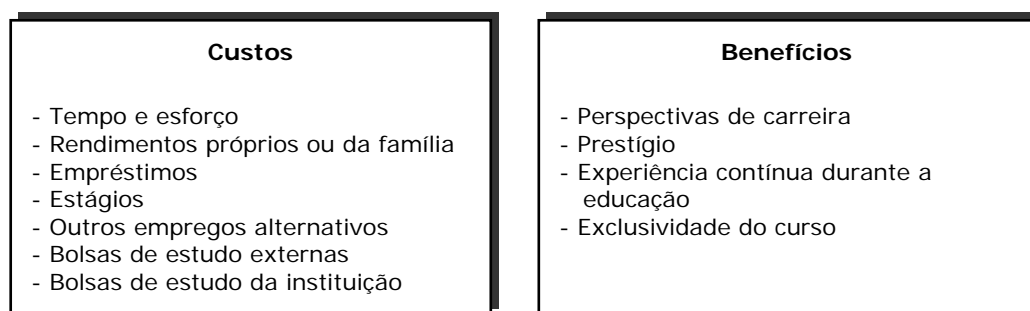 Custos
- Tempo e esforço
- Rendimentos próprios ou da família
- Empréstimos
- Estágios
- Outros empregos alternativos
- Bolsas de estudo externas
- Bolsas de estudo da instituição
Benefícios
- Perspectivas de carreira
- Prestígio
- Experiência contínua durante a
educação
- Exclusividade do curso